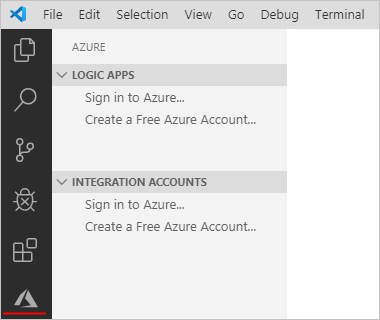 File Edit Selection View Go Debug Terminal
AZURE
LOGIC APPS
Sign in to Azure...
Create a Free Azure Account...
INTEGRATION ACCOUNTS
Sign in to Azure...
Create a Free Azure Account...